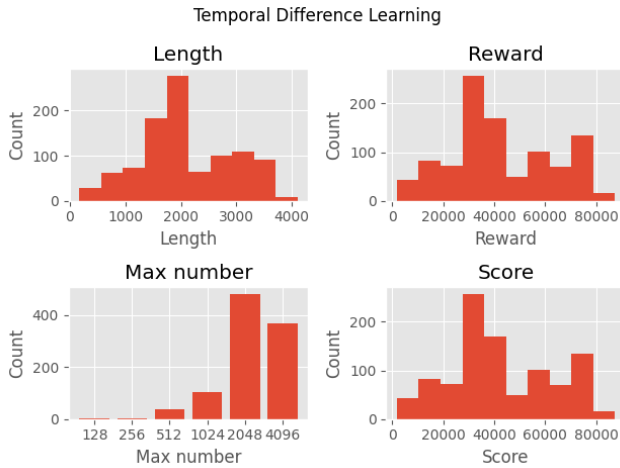 Temporal Difference Learning
Length
Count
200
100
0
0 1000 2000 3000 4000
Length
Reward
Count
200
100
0
0 20000 40000 60000 80000
Reward
Max number
Count
400
200
0
128 256 512 1024 2048 4096
Max number
Score
Count
200
100
0
0 20000 40000 60000 80000
Score